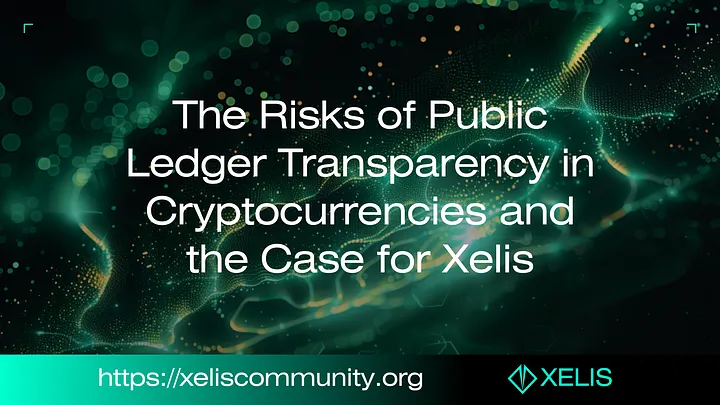 The Risks of Public
Ledger Transparency in
Cryptocurrencies and
the Case for Xelis
https://xeliscommunity.org
XELIS